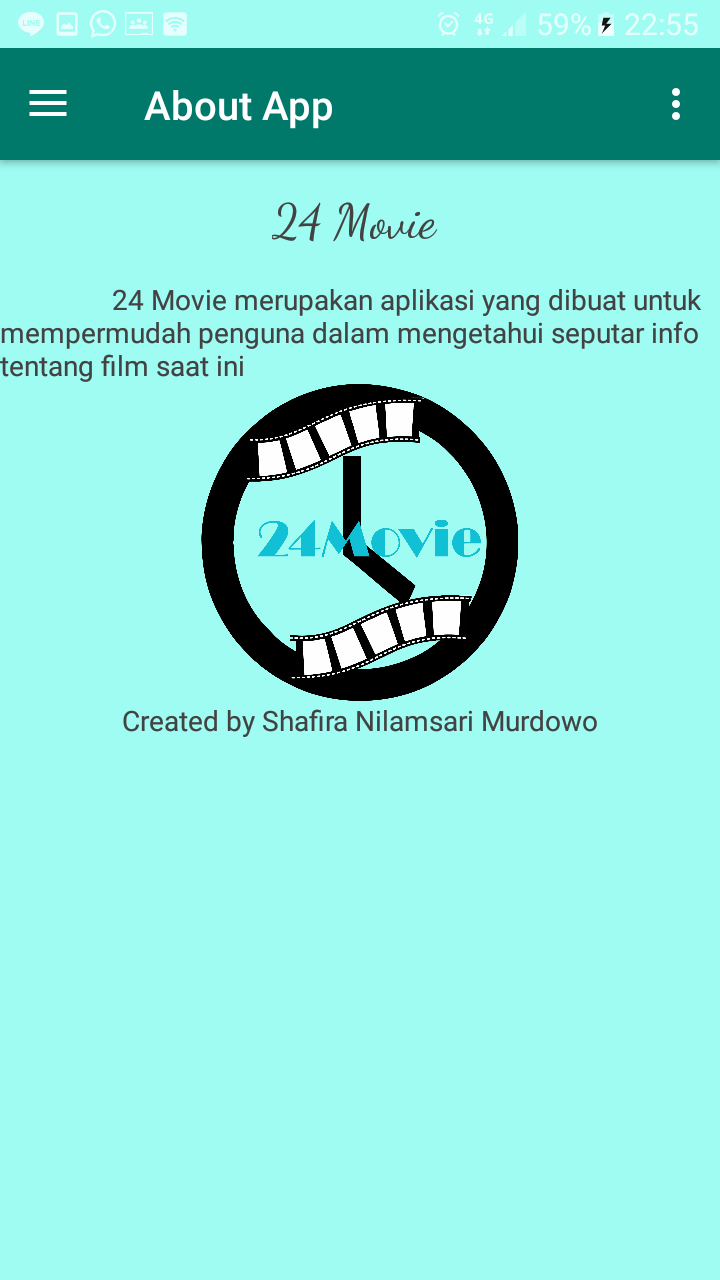 4G 59% 22:55
About App
24 Movie
24 Movie merupakan aplikasi yang dibuat untuk
mempermudah penguna dalam mengetahui seputar info
tentang film saat ini
24Movie
Created by Shafira Nilamsari Murdowo